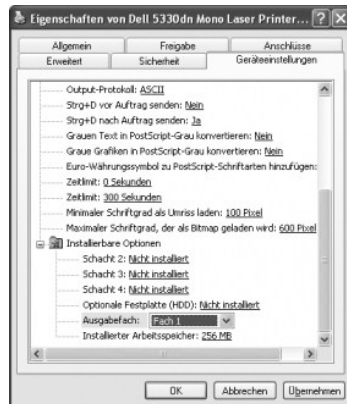 Eigenschaften von Dell 5330dn Mono Laser Printer...
Allgemein Freigabe Anschlüsse
Erweitert Sicherheit Geräteeinstellungen
Output-Protokoll: ASCII
Strg+D vor Auftrag senden: Nein
Strg+D nach Auftrag senden: Ja
Grauen Text in PostScript-Grau konvertieren: Nein
Graue Grafiken in PostScript-Grau konvertieren: Nein
Euro-Währungssymbol zu PostScript-Schriftarten hinzufügen:
Zeitlimit: 0 Sekunden
Zeitlimit: 300 Sekunden
Minimaler Schriftgrad als Umriss laden: 100 Pixel
Maximaler Schriftgrad, der als Bitmap geladen wird: 600 Pixel
Installierbare Optionen
Schacht 2: Nicht installiert
Schacht 3: Nicht installiert
Schacht 4: Nicht installiert
Optionale Festplatte (HDD): Nicht installiert
Ausgabefach: Fach 1
Installierter Arbeitsspeicher: 256 MB
OK Abbrechen Übernehmen